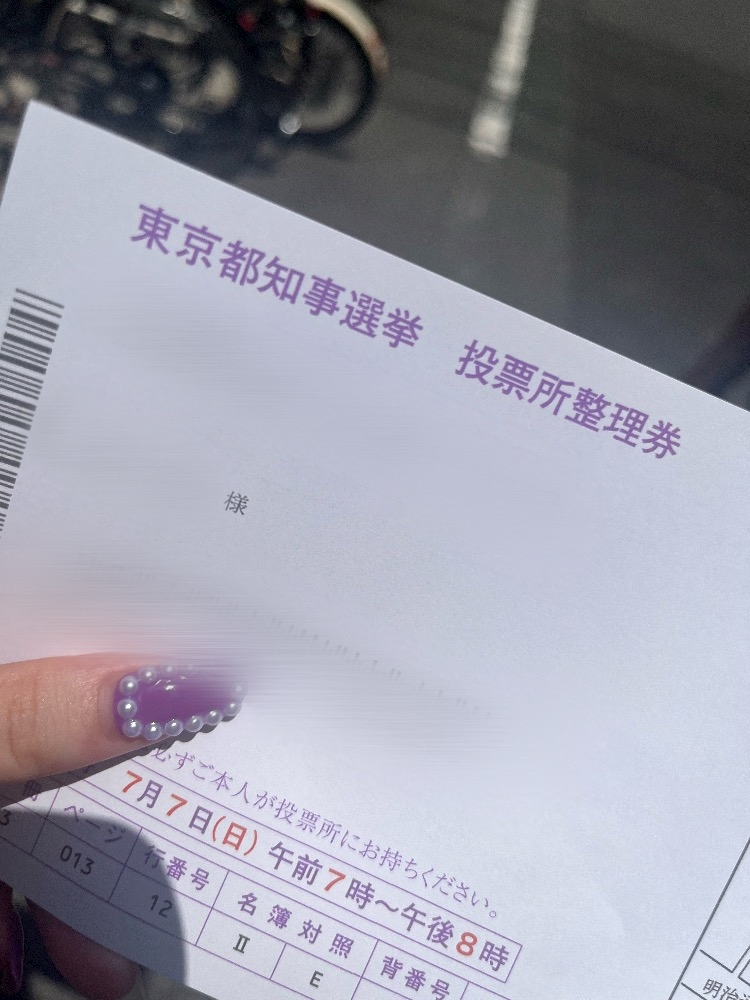 東京都知事選挙　投票所整理券
様
必ずご本人が投票所にお持ちください。
7月7日(日) 午前7時～午後8時
ページ 行番号 名簿対照 背番号
3 013 12 Ⅱ E
明治